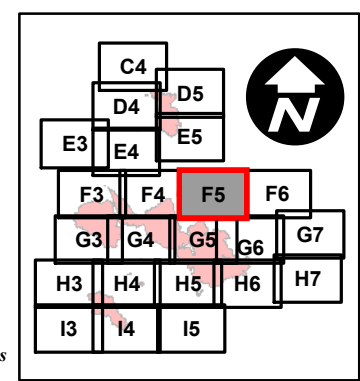 C4
D4 D5
N
E3 E4 E5
F3 F4 F5 F6
G3 G4 G5 G6 G7
H3 H4 H5 H6 H7
I3 I4 I5
s